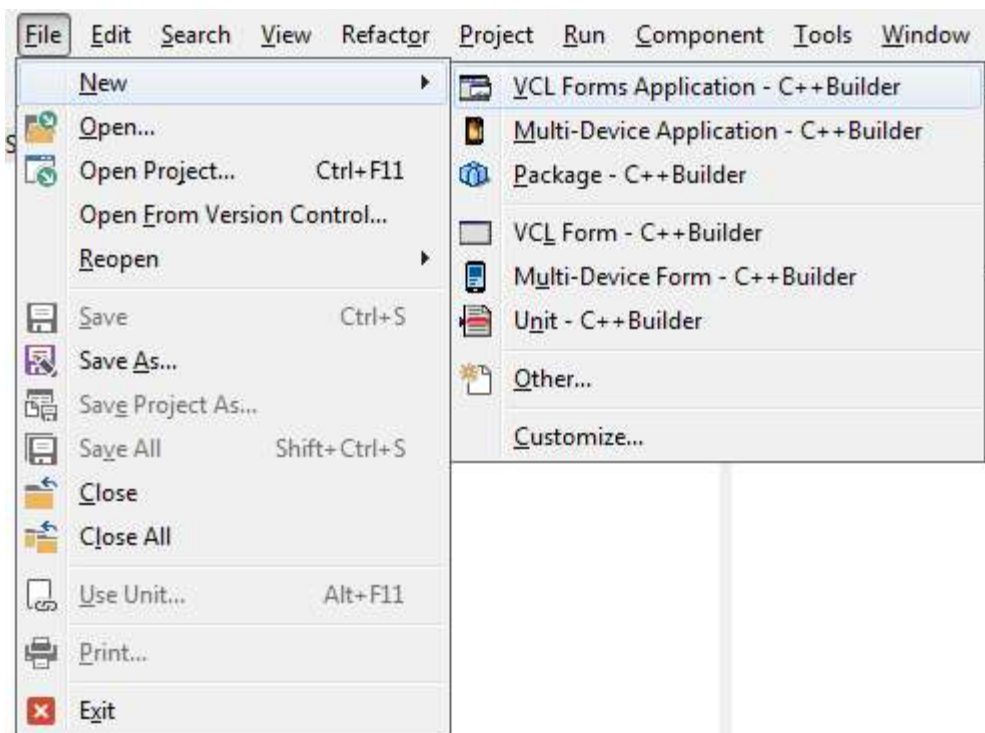 File Edit Search View Refactor Project Run Component Tools Window
New
Open...
Open Project... Ctrl+F11
Open From Version Control...
Reopen
Save Ctrl+S
Save As...
Save Project As...
Save All Shift+Ctrl+S
Close
Close All
Use Unit... Alt+F11
Print...
Exit
VCL Forms Application - C++Builder
Multi-Device Application - C++Builder
Package - C++Builder
VCL Form - C++Builder
Multi-Device Form - C++Builder
Unit - C++Builder
Other...
Customize...